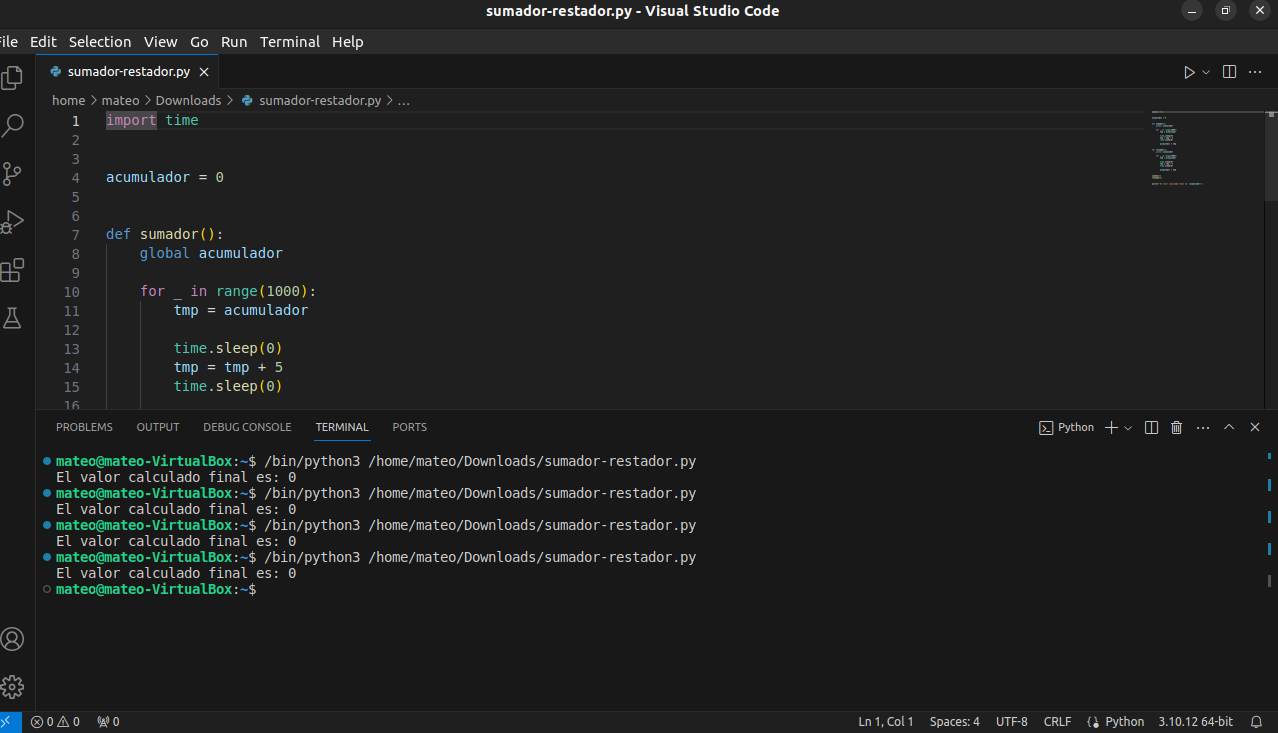 sumador-restador.py - Visual Studio Code
File Edit Selection View Go Run Terminal Help
sumador-restador.py
home > mateo > Downloads > sumador-restador.py > ...
1 import time
2
3
4 acumulador = 0
5
6
7 def sumador():
8 global acumulador
9
10 for _ in range(1000):
11 tmp = acumulador
12
13 time.sleep(0)
14 tmp = tmp + 5
15 time.sleep(0)
16
PROBLEMS OUTPUT DEBUG CONSOLE TERMINAL PORTS Python
mateo@mateo-VirtualBox:~$ /bin/python3 /home/mateo/Downloads/sumador-restador.py
El valor calculado final es: 0
mateo@mateo-VirtualBox:~$ /bin/python3 /home/mateo/Downloads/sumador-restador.py
El valor calculado final es: 0
mateo@mateo-VirtualBox:~$ /bin/python3 /home/mateo/Downloads/sumador-restador.py
El valor calculado final es: 0
mateo@mateo-VirtualBox:~$ /bin/python3 /home/mateo/Downloads/sumador-restador.py
El valor calculado final es: 0
mateo@mateo-VirtualBox:~$
0 0 0 Ln 1, Col 1 Spaces: 4 UTF-8 CRLF Python 3.10.12 64-bit